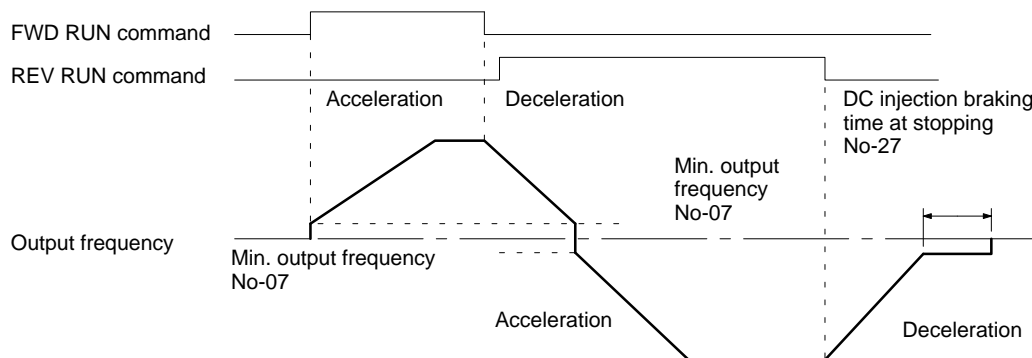 FWD RUN command
REV RUN command
Acceleration
Deceleration
DC injection braking
time at stopping
No-27
Min. output
frequency
No-07
Output frequency
Min. output frequency
No-07
Acceleration
Deceleration